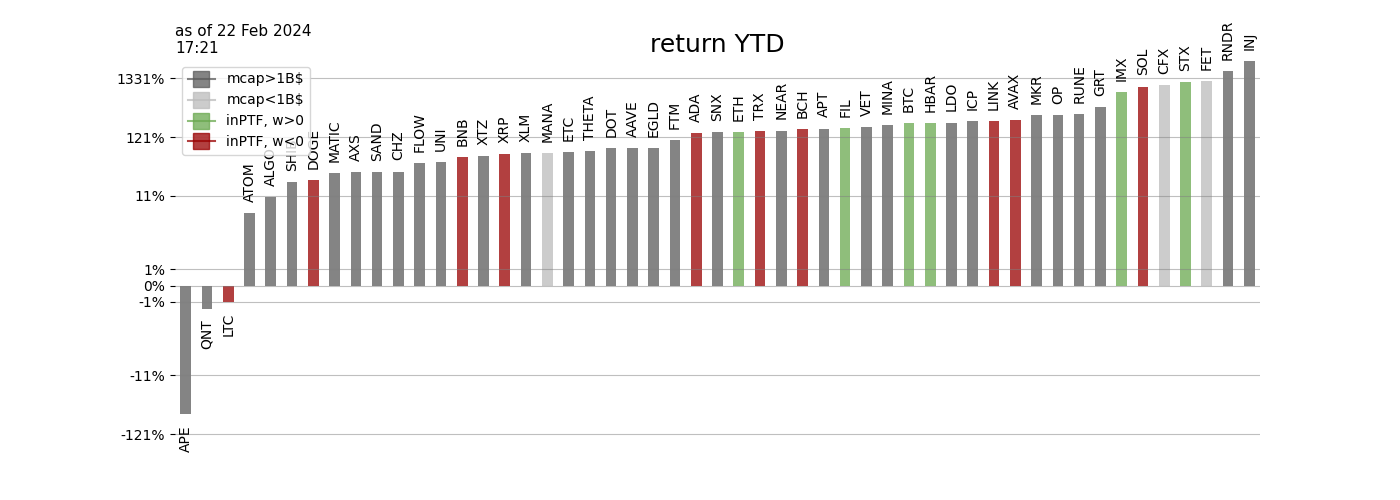 as of 22 Feb 2024
17:21
return YTD
mcap>1B$
mcap<1B$
inPTF, w>0
inPTF, w<0
1331%
121%
11%
1%
0%
-1%
-11%
-121%
APE
QNT
LTC
ATOM
ALGO
SHIB
DOGE
MATIC
AXS
SAND
CHZ
FLOW
UNI
BNB
XTZ
XRP
XLM
MANA
ETC
THETA
DOT
AAVE
EGLD
FTM
ADA
SNX
ETH
TRX
NEAR
BCH
APT
FIL
VET
MINA
BTC
HBAR
LDO
ICP
LINK
AVAX
MKR
OP
RUNE
GRT
IMX
SOL
CFX
STX
FET
RNDR
INJ